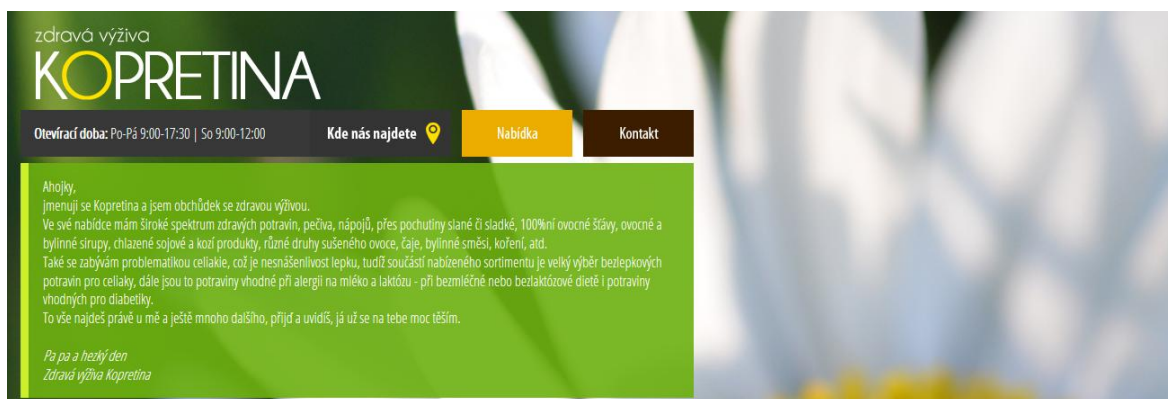 zdravá výživa
KOPRETINA
Otevírací doba: Po-Pá 9:00-17:30 | So 9:00-12:00
Kde nás najdete
Nabídka
Kontakt
Ahojky,
jmenuji se Kopretina a jsem obchůdek se zdravou výživou.
Ve své nabídce mám široké spektrum zdravých potravin, pečiva, nápojů, přes pochutiny slané či sladké, 100%ní ovocné šťávy, ovocné a
bylinné sirupy, chlazené sojové a kozí produkty, různé druhy sušeného ovoce, čaje, bylinné směsi, koření, atd.
Také se zabývám problematikou celiakie, což je nesnášenlivost lepku, tudíž součástí nabízeného sortimentu je velký výběr bezlepkových
potravin pro celiaky, dále jsou to potraviny vhodné při alergii na mléko a laktózu - při bezmléčné nebo bezlaktózové dietě i potraviny
vhodných pro diabetiky.
To vše najdeš právě u mě a ještě mnoho dalšího, přijď a uvidíš, já už se na tebe moc těším.
Pa pa a hezký den
Zdravá výživa Kopretina